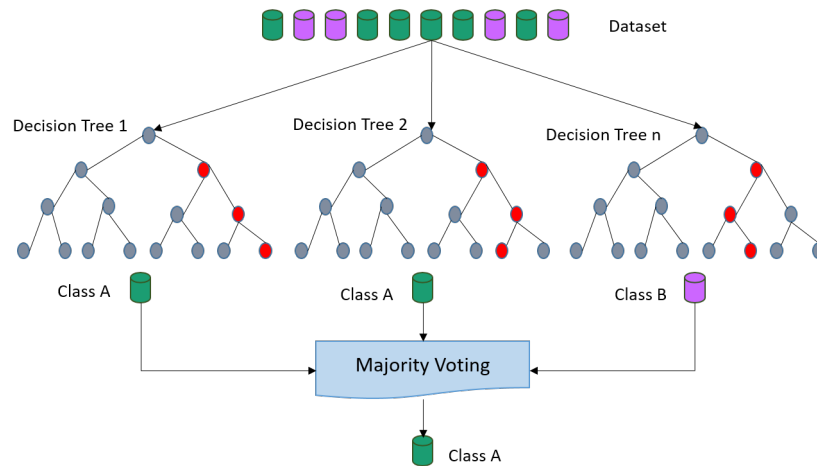 Dataset
Decision Tree 1
Decision Tree 2
Decision Tree n
Class A
Class A
Class B
Majority Voting
Class A